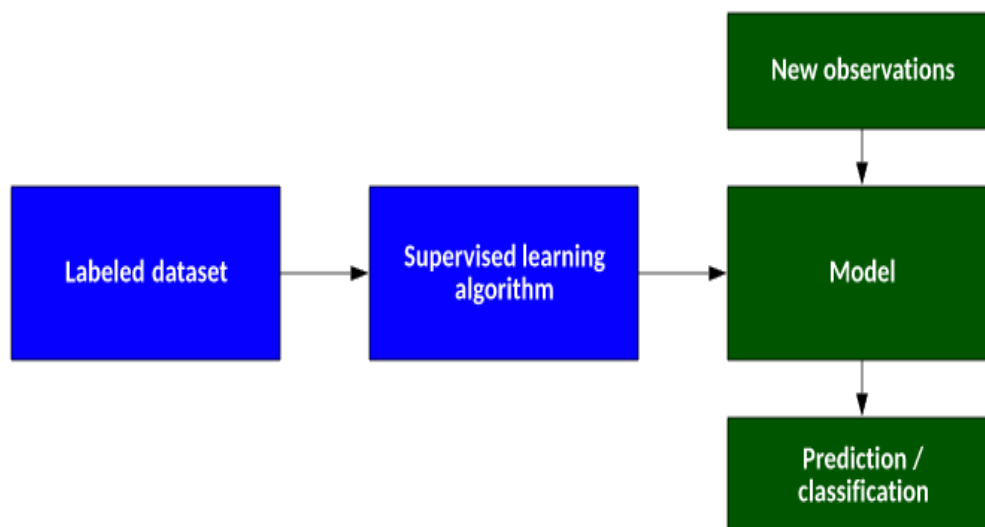 New observations
Labeled dataset
Supervised learning
algorithm
Model
Prediction /
classification